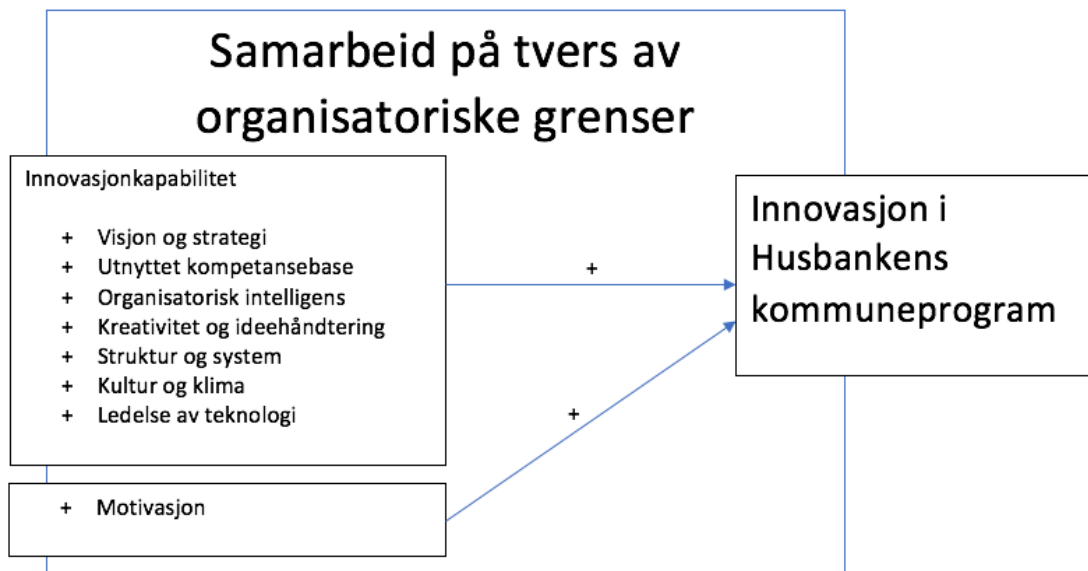 Samarbeid på tvers av
organisatoriske grenser
Innovasjonkapabilitet
+ Visjon og strategi
+ Utnyttet kompetansebase
+ Organisatorisk intelligens
+ Kreativitet og ideehåndtering
+ Struktur og system
+ Kultur og klima
+ Ledelse av teknologi
+ Motivasjon
+
+
Innovasjon i
Husbankens
kommuneprogram